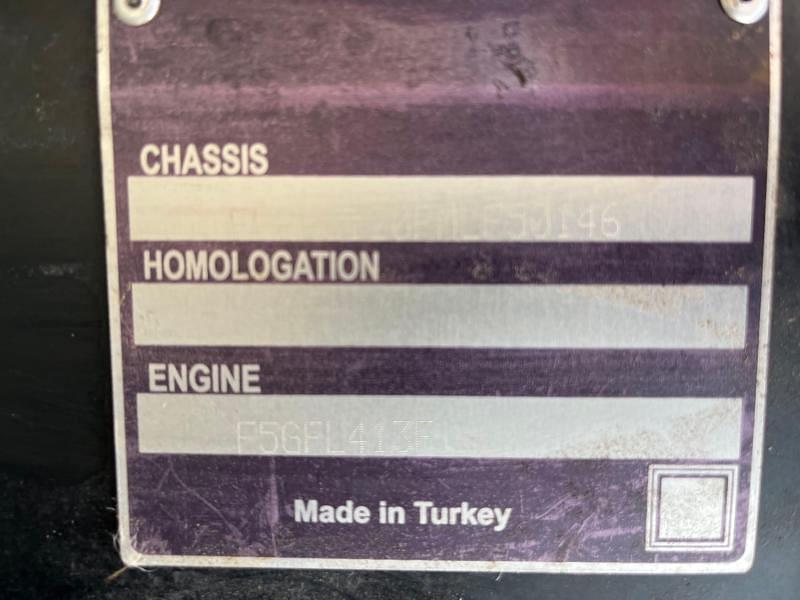 CHASSIS
HOMOLOGATION
ENGINE
F5GFL413F
Made in Turkey